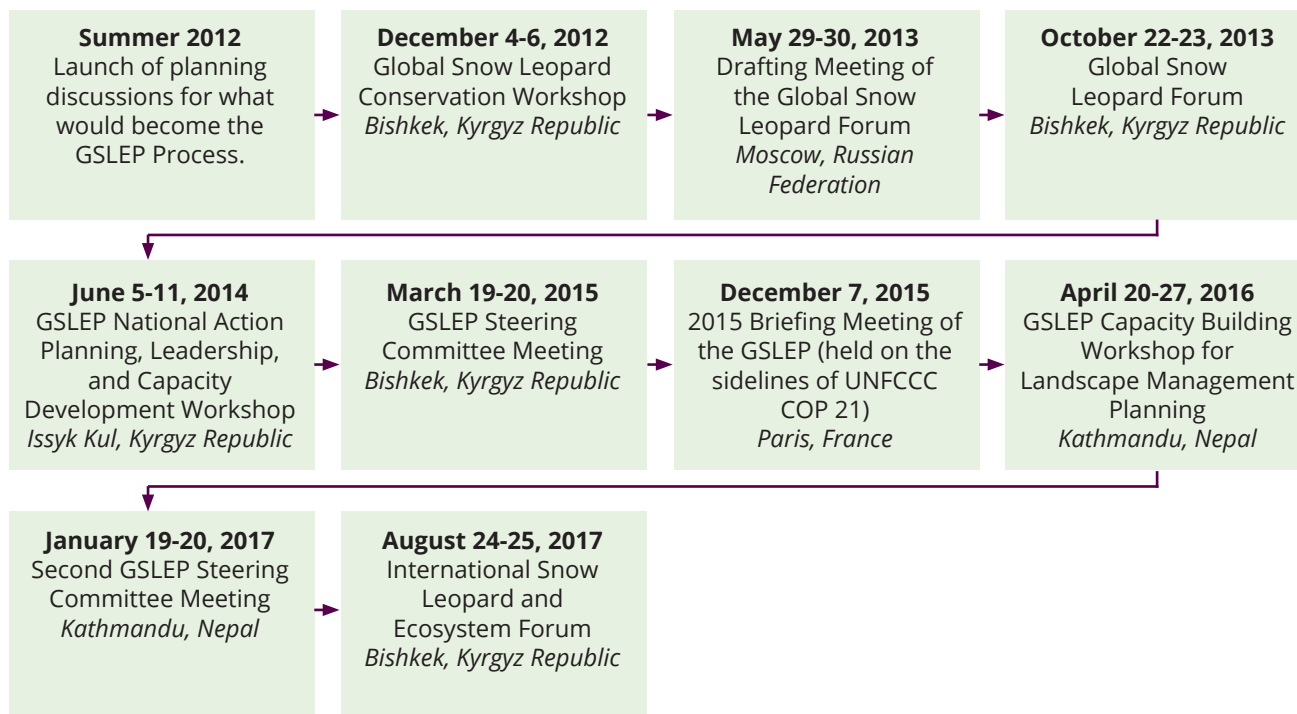 Summer 2012
Launch of planning
discussions for what
would become the
GSLEP Process.
December 4-6, 2012
Global Snow Leopard
Conservation Workshop
Bishkek, Kyrgyz Republic
May 29-30, 2013
Drafting Meeting of
the Global Snow
Leopard Forum
Moscow, Russian
Federation
October 22-23, 2013
Global Snow
Leopard Forum
Bishkek, Kyrgyz Republic
June 5-11, 2014
GSLEP National Action
Planning, Leadership,
and Capacity
Development Workshop
Issyk Kul, Kyrgyz Republic
March 19-20, 2015
GSLEP Steering
Committee Meeting
Bishkek, Kyrgyz Republic
December 7, 2015
2015 Briefing Meeting of
the GSLEP (held on the
sidelines of UNFCCC
COP 21)
Paris, France
April 20-27, 2016
GSLEP Capacity Building
Workshop for
Landscape Management
Planning
Kathmandu, Nepal
January 19-20, 2017
Second GSLEP Steering
Committee Meeting
Kathmandu, Nepal
August 24-25, 2017
International Snow
Leopard and
Ecosystem Forum
Bishkek, Kyrgyz Republic